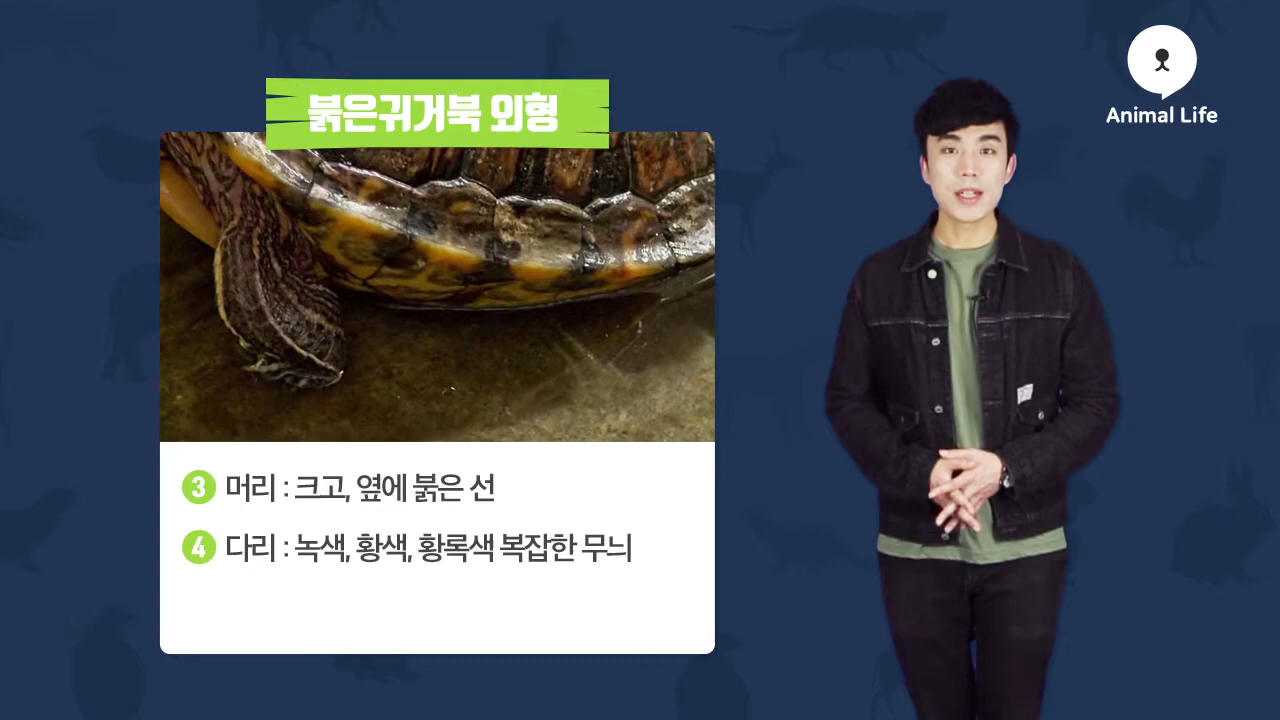 Animal Life
붉은귀거북 외형
3 머리 : 크고, 옆에 붉은 선
4 다리 : 녹색, 황색, 황록색 복잡한 무늬